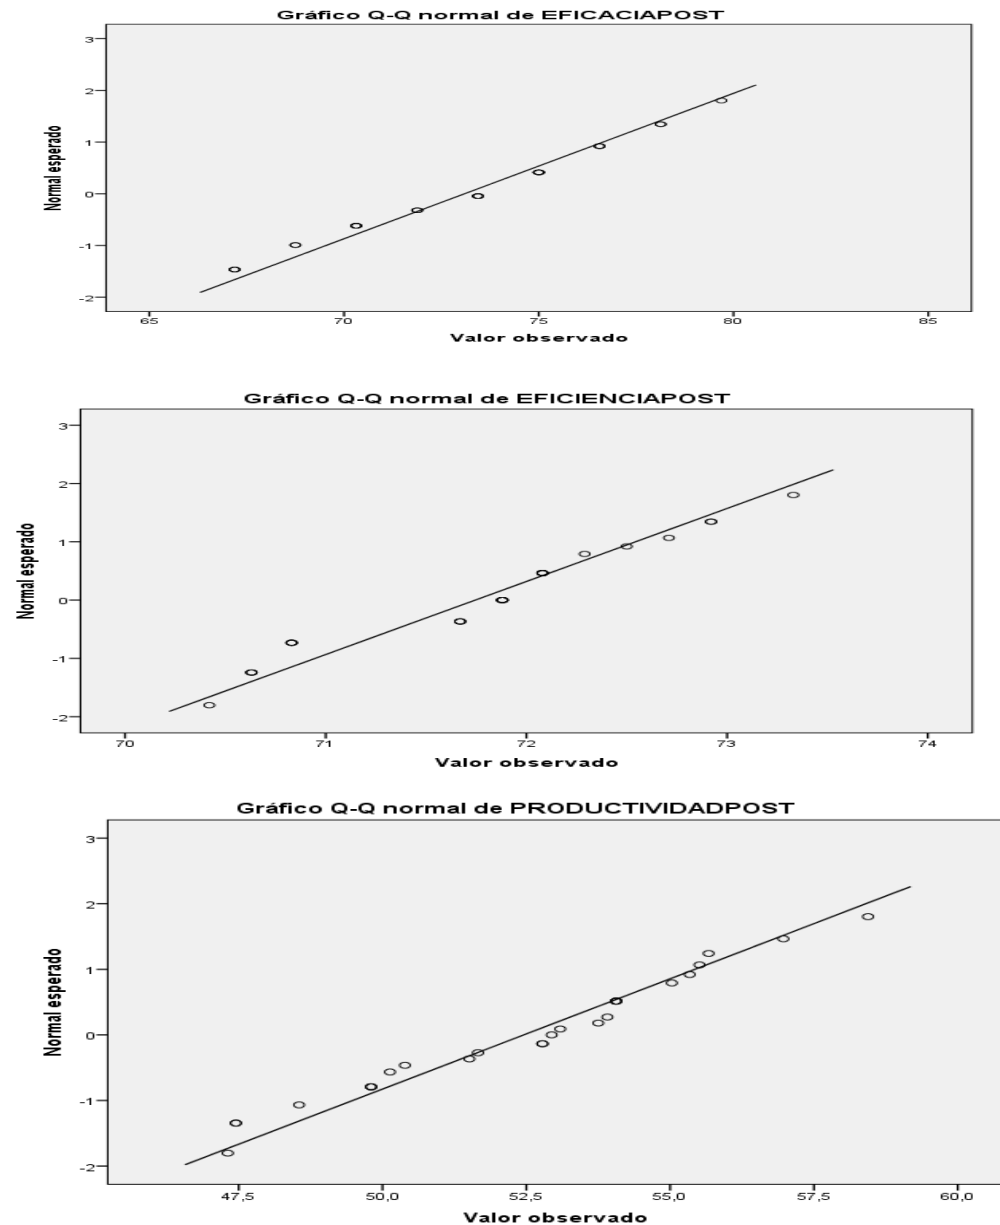 Gráfico Q-Q normal de EFICACIAPOST
Normal esperado
3
2
1
0
-1
-2
65 70 75 80 85
Valor observado
Gráfico Q-Q normal de EFICIENCIAPOST
Normal esperado
3
2
1
0
-1
-2
70 71 72 73 74
Valor observado
Gráfico Q-Q normal de PRODUCTIVIDADPOST
Normal esperado
3
2
1
0
-1
-2
47,5 50,0 52,5 55,0 57,5 60,0
Valor observado